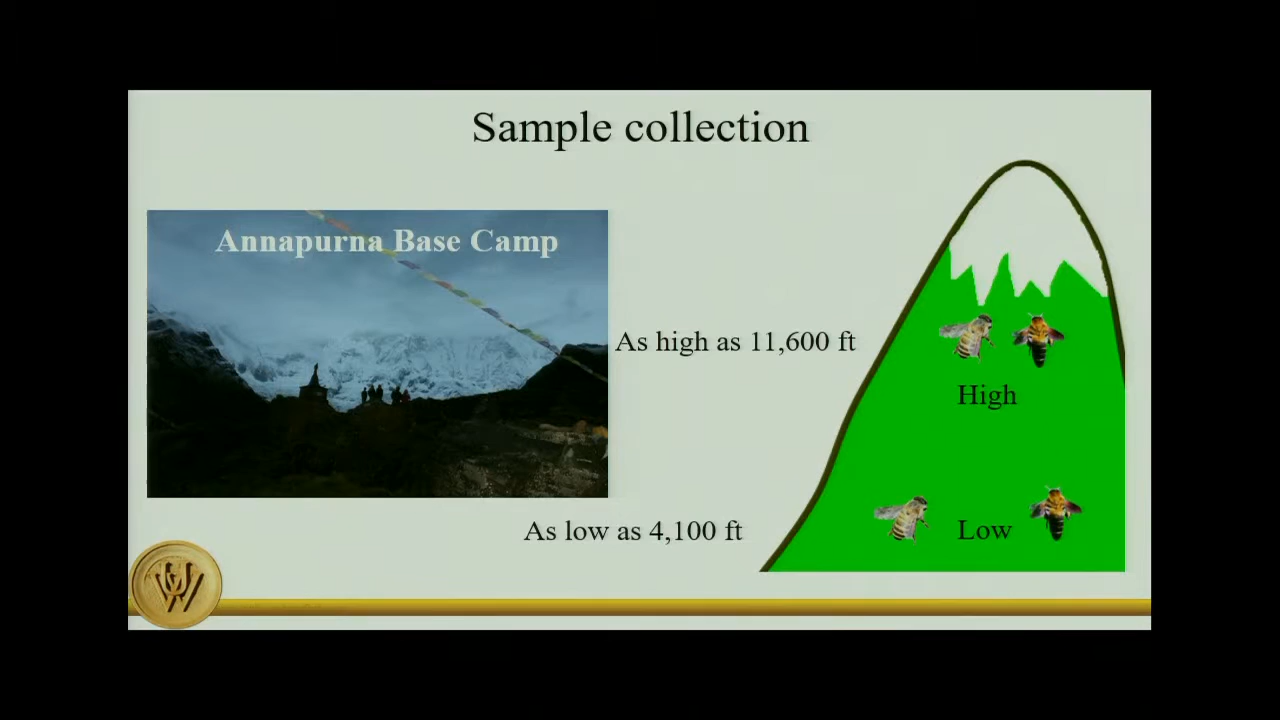 Sample collection
Annapurna Base Camp
As high as 11,600 ft
High
As low as 4,100 ft
Low